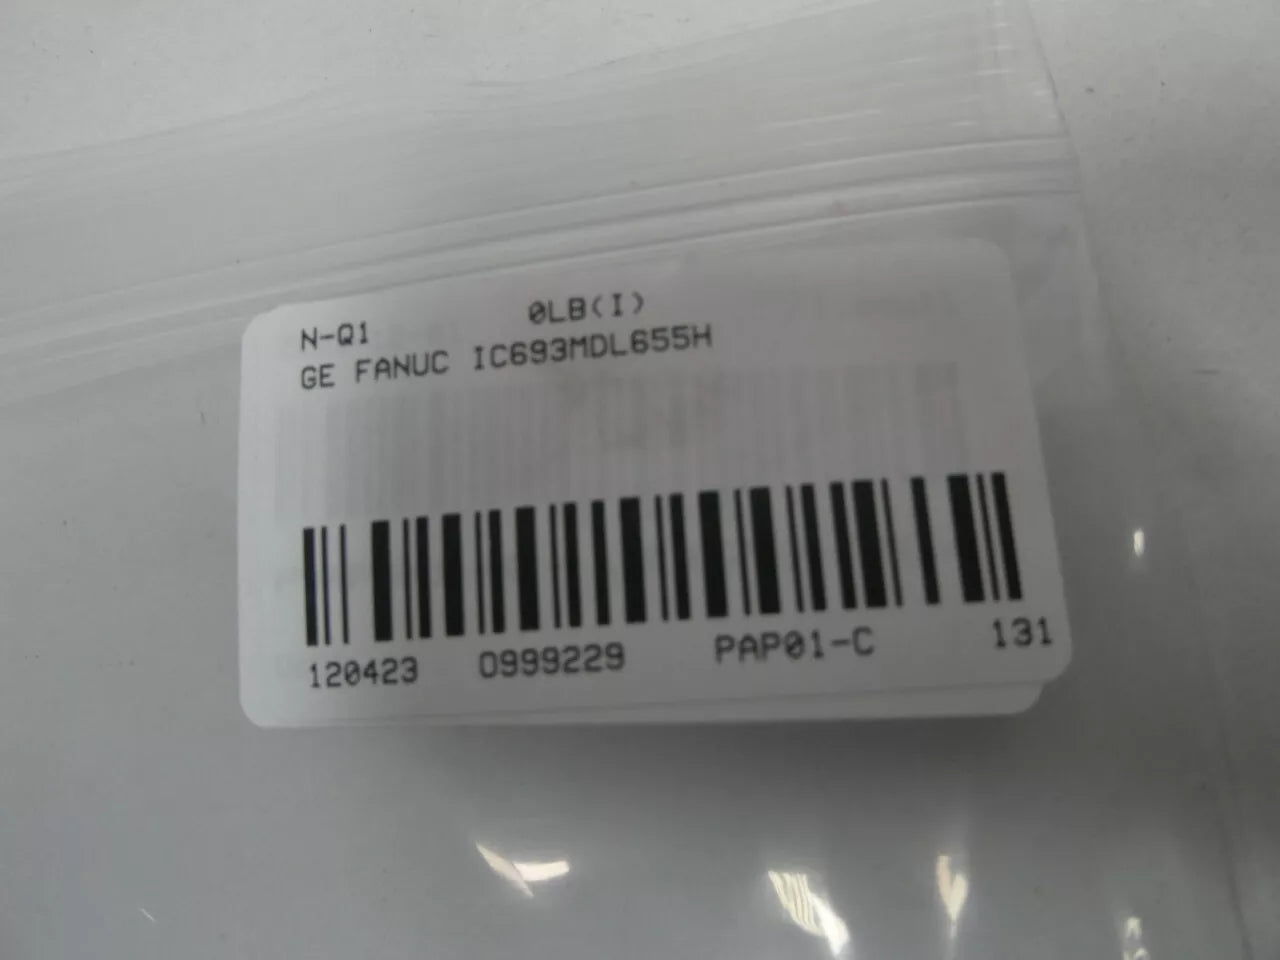 N-Q1 0LB(I)
GE FANUC IC693MDL655H
120423 0999229 PAP01-C 131